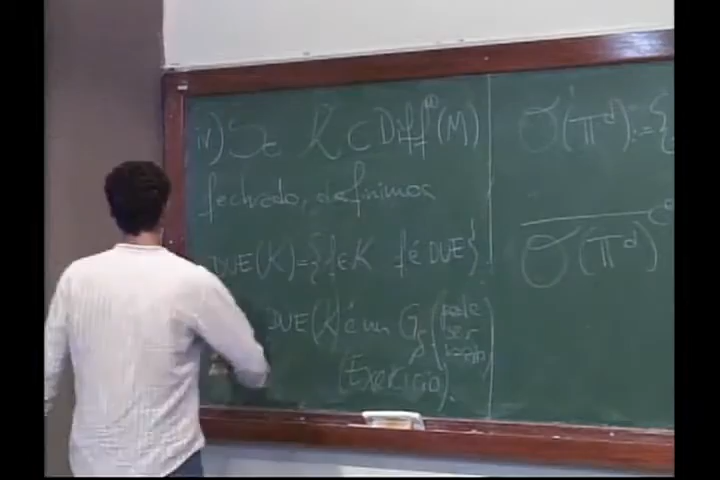 iv) Se K ⊂ Diff^∞(M)
fechado, definimos
DUE(K) = { f ∈ K f é DUE }
DUE(K) é um G_δ (pode
ser
vazio)
(Exercício).
O(𝕋^d) := {
O'(𝕋^d)